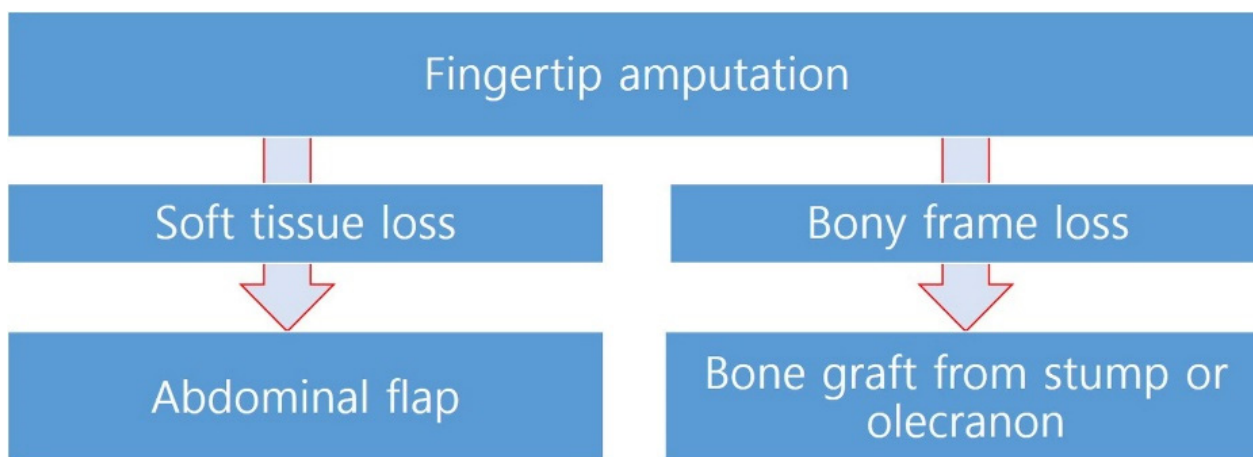 Fingertip amputation
Soft tissue loss
Bony frame loss
Abdominal flap
Bone graft from stump or
olecranon